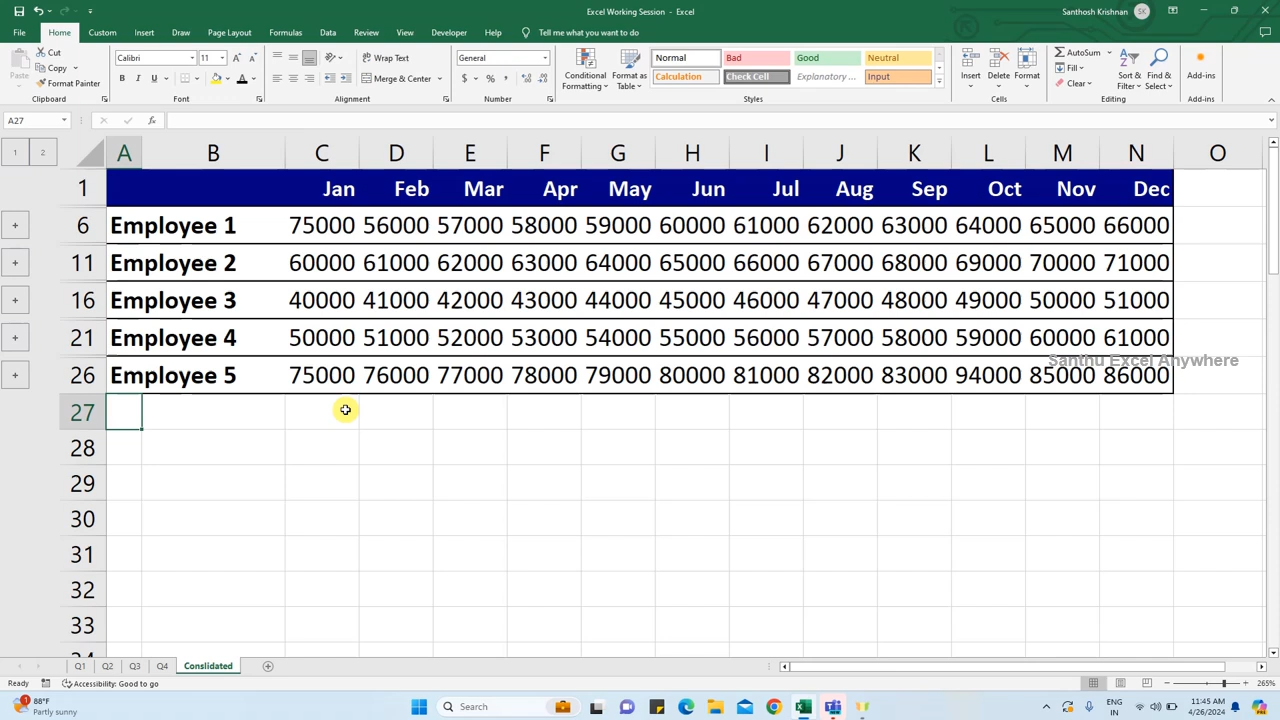 Excel Working Session - Excel
Santhosh Krishnan SK
File Home Custom Insert Draw Page Layout Formulas Data Review View Developer Help Tell me what you want to do
Paste
Cut
Copy
Format Painter
Clipboard
Calibri 11
B I U
Font
Wrap Text
Merge & Center
Alignment
General
$ % ,
Number
Conditional Formatting
Format as Table
Normal Bad Good Neutral
Calculation Check Cell Explanatory ... Input
Styles
Insert Delete Format
Cells
AutoSum
Fill
Clear
Sort & Filter
Find & Select
Editing
Add-ins
Add-ins
A27 fx
1 2 A B C D E F G H I J K L M N O
1 Jan Feb Mar Apr May Jun Jul Aug Sep Oct Nov Dec
6 Employee 1 75000 56000 57000 58000 59000 60000 61000 62000 63000 64000 65000 66000
11 Employee 2 60000 61000 62000 63000 64000 65000 66000 67000 68000 69000 70000 71000
16 Employee 3 40000 41000 42000 43000 44000 45000 46000 47000 48000 49000 50000 51000
21 Employee 4 50000 51000 52000 53000 54000 55000 56000 57000 58000 59000 60000 61000
Santhu Excel Anywhere
26 Employee 5 75000 76000 77000 78000 79000 80000 81000 82000 83000 94000 85000 86000
27
28
29
30
31
32
33
Q1 Q2 Q3 Q4 Conslidated
Ready Accessibility: Good to go 265%
88°F
Partly sunny
Search
ENG
IN
11:45 AM
4/26/2024